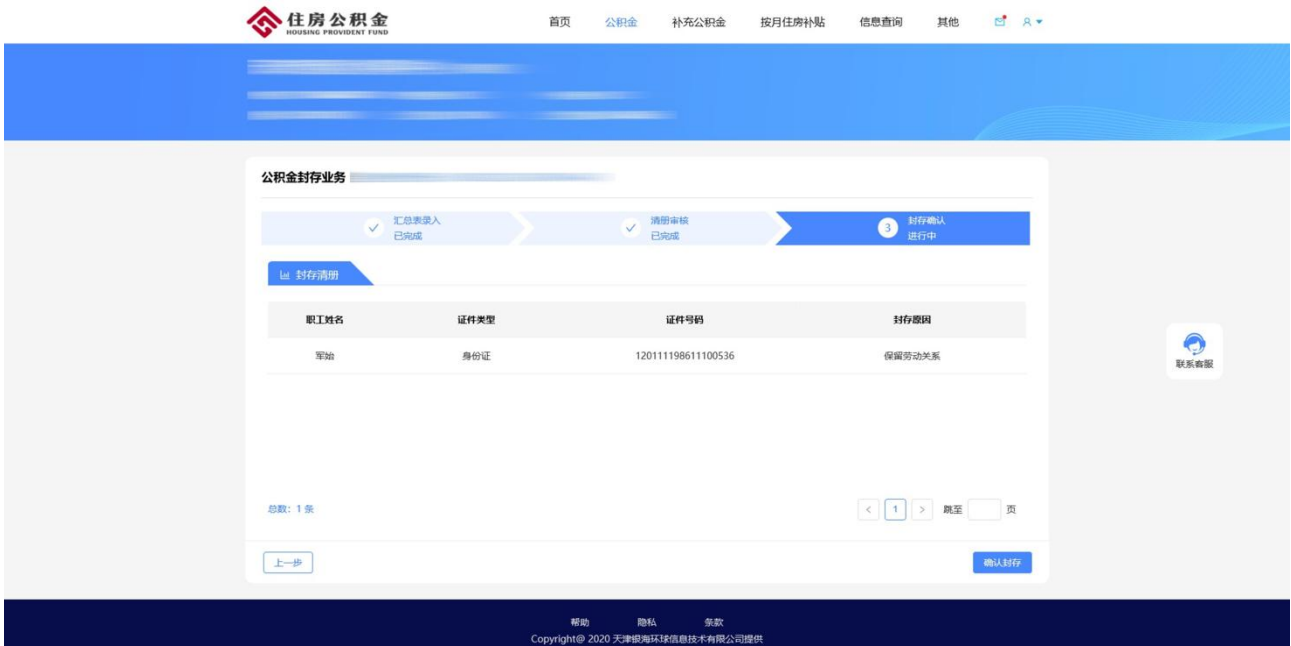 住房公积金
HOUSING PROVIDENT FUND
首页 公积金 补充公积金 按月住房补贴 信息查询 其他
公积金封存业务
汇总表录入
已完成
清册审核
已完成
3 封存确认
进行中
封存清册
职工姓名 证件类型 证件号码 封存原因
军始 身份证 120111198611100536 保留劳动关系
联系客服
总数：1 条
< 1 > 跳至 页
上一步 确认封存
帮助 隐私 条款
Copyright@ 2020 天津银海环球信息技术有限公司提供